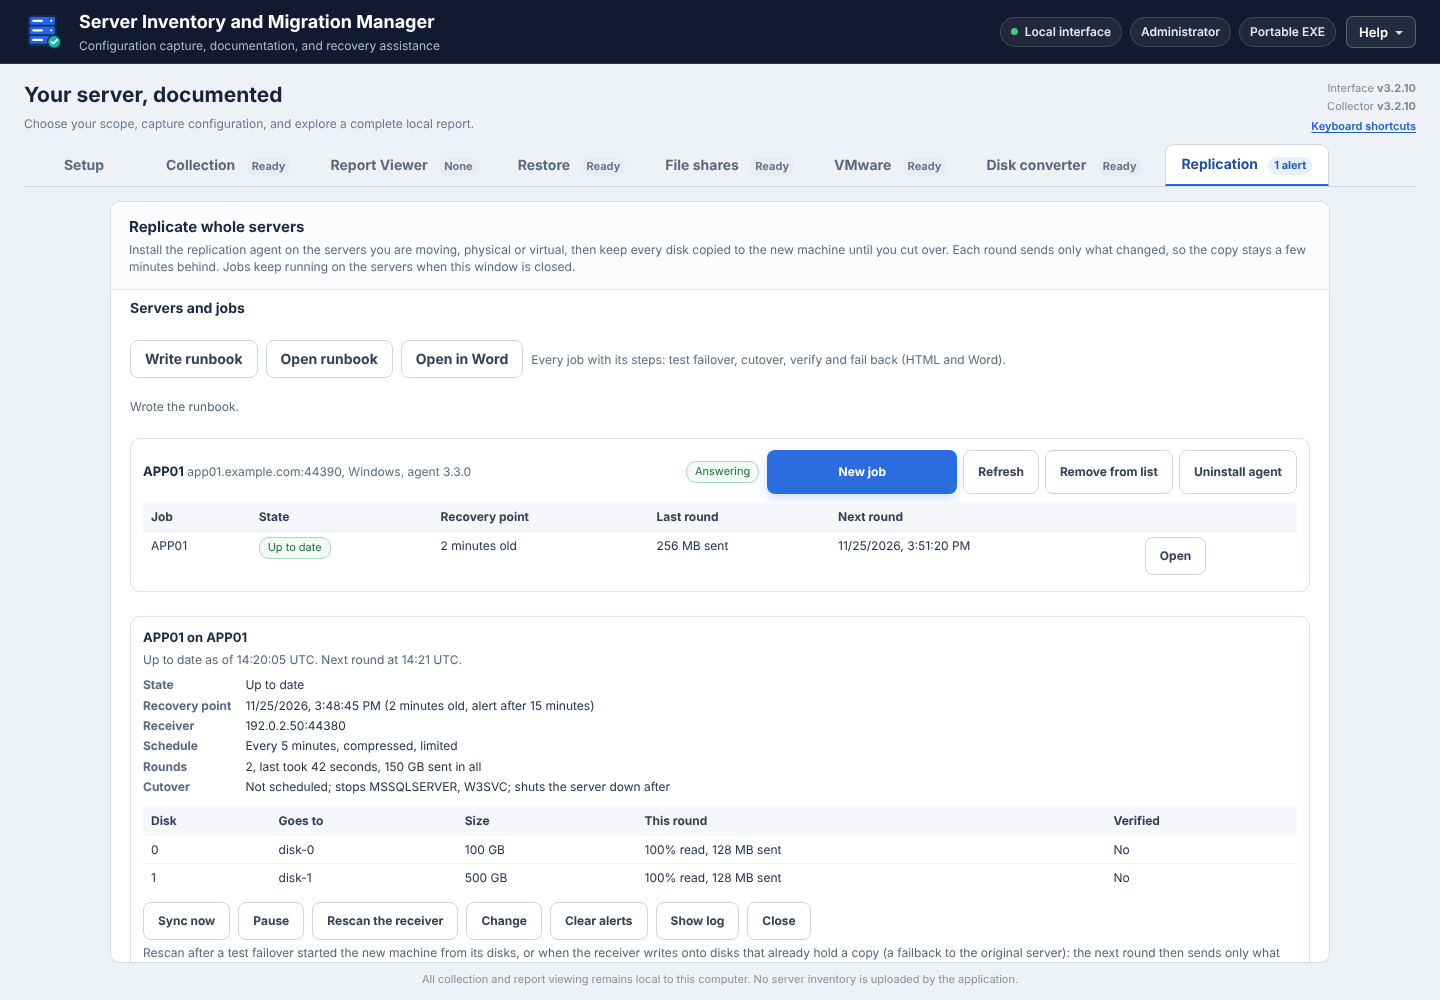 Server Inventory and Migration Manager
Configuration capture, documentation, and recovery assistance
Local interface
Administrator
Portable EXE
Help
Your server, documented
Choose your scope, capture configuration, and explore a complete local report.
Interface v3.2.10
Collector v3.2.10
Keyboard shortcuts
Setup
Collection Ready
Report Viewer None
Restore Ready
File shares Ready
VMware Ready
Disk converter Ready
Replication 1 alert
Replicate whole servers
Install the replication agent on the servers you are moving, physical or virtual, then keep every disk copied to the new machine until you cut over. Each round sends only what changed, so the copy stays a few
minutes behind. Jobs keep running on the servers when this window is closed.
Servers and jobs
Write runbook
Open runbook
Open in Word
Every job with its steps: test failover, cutover, verify and fail back (HTML and Word).
Wrote the runbook.
APP01 app01.example.com:44390, Windows, agent 3.3.0
Answering
New job
Refresh
Remove from list
Uninstall agent
Job State Recovery point Last round Next round
APP01 Up to date 2 minutes old 256 MB sent 11/25/2026, 3:51:20 PM Open
APP01 on APP01
Up to date as of 14:20:05 UTC. Next round at 14:21 UTC.
State Up to date
Recovery point 11/25/2026, 3:48:45 PM (2 minutes old, alert after 15 minutes)
Receiver 192.0.2.50:44380
Schedule Every 5 minutes, compressed, limited
Rounds 2, last took 42 seconds, 150 GB sent in all
Cutover Not scheduled; stops MSSQLSERVER, W3SVC; shuts the server down after
Disk Goes to Size This round Verified
0 disk-0 100 GB 100% read, 128 MB sent No
1 disk-1 500 GB 100% read, 128 MB sent No
Sync now
Pause
Rescan the receiver
Change
Clear alerts
Show log
Close
Rescan after a test failover started the new machine from its disks, or when the receiver writes onto disks that already hold a copy (a failback to the original server): the next round then sends only what
All collection and report viewing remains local to this computer. No server inventory is uploaded by the application.